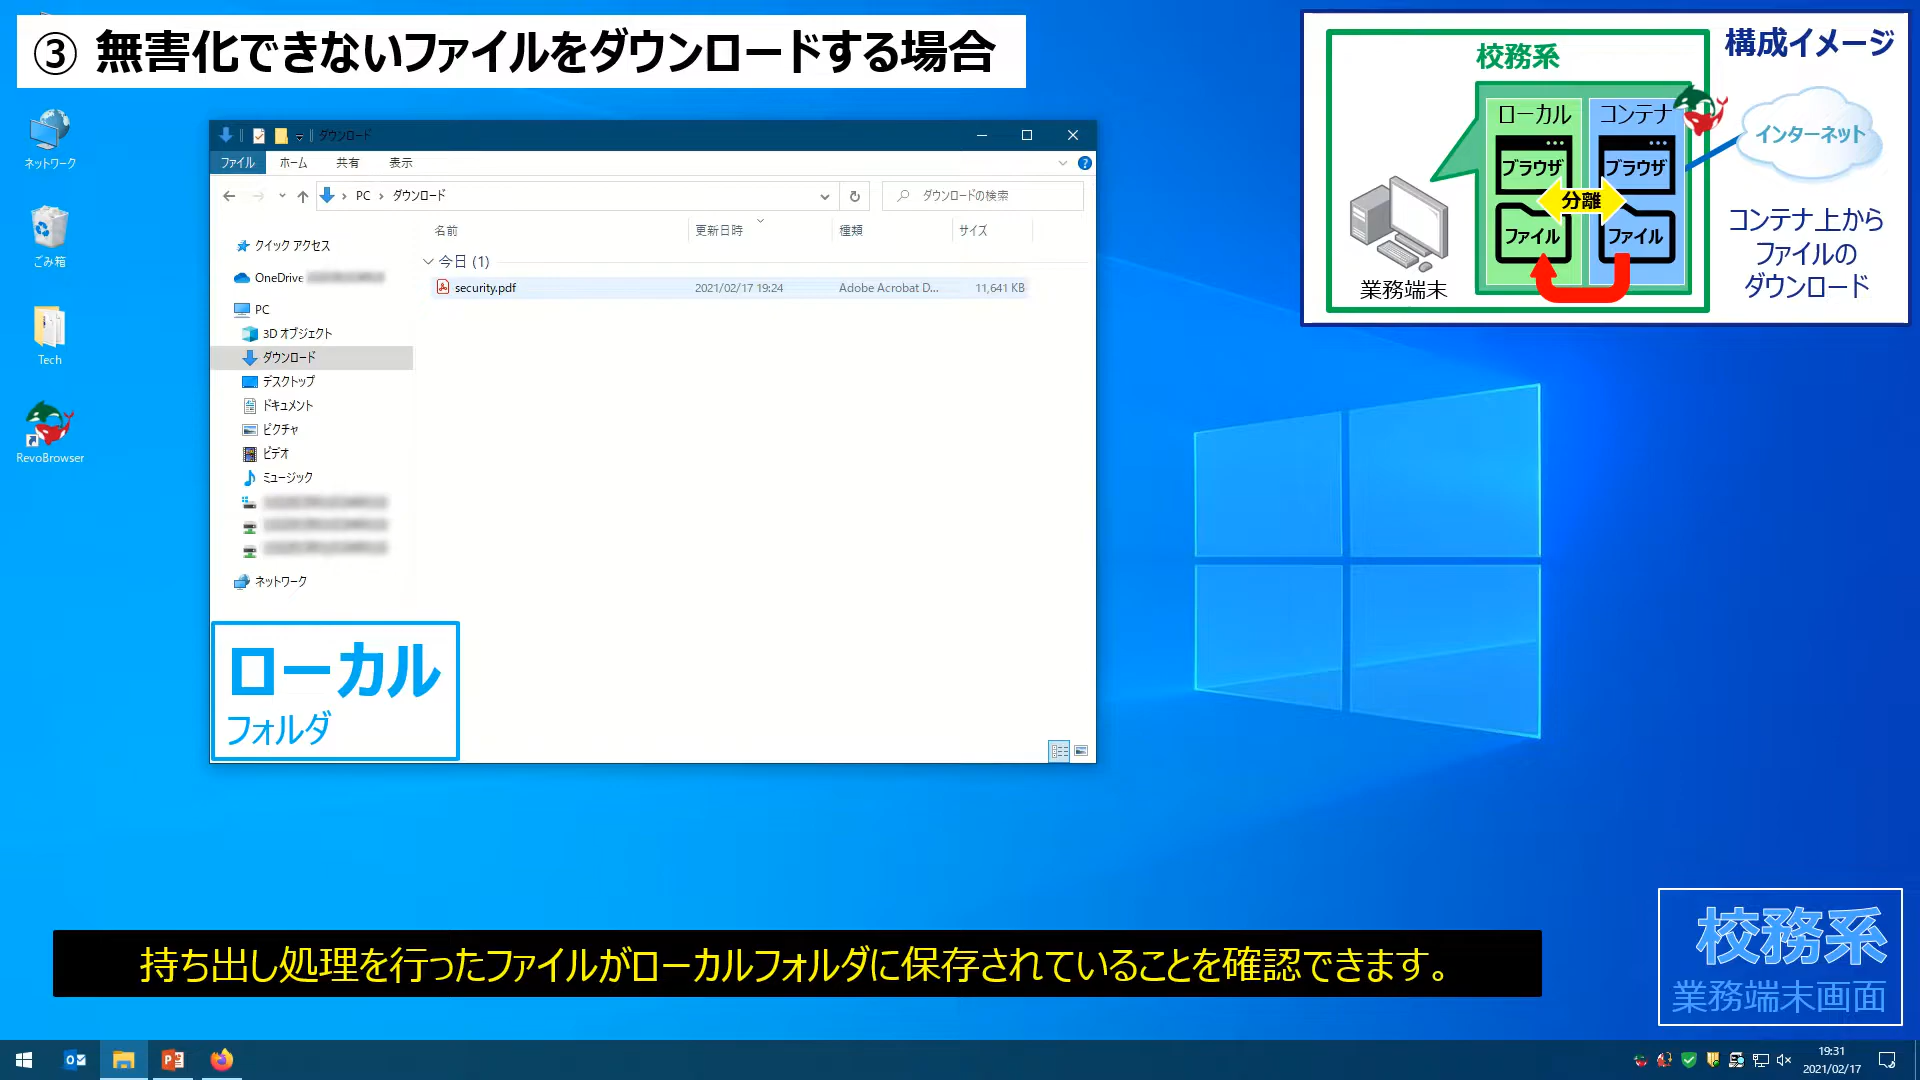 ③ 無害化できないファイルをダウンロードする場合
構成イメージ
校務系
ローカル
コンテナ
ブラウザ
ブラウザ
分離
ファイル
ファイル
業務端末
インターネット
コンテナ上から
ファイルの
ダウンロード
ネットワーク
ごみ箱
Tech
RevoBrowser
ダウンロード
ファイル
ホーム
共有
表示
PC
ダウンロード
ダウンロードの検索
名前
更新日時
種類
サイズ
今日 (1)
security.pdf
2021/02/17 19:24
Adobe Acrobat D...
11,641 KB
クイック アクセス
OneDrive
PC
3D オブジェクト
ダウンロード
デスクトップ
ドキュメント
ピクチャ
ビデオ
ミュージック
ネットワーク
ローカル
フォルダ
持ち出し処理を行ったファイルがローカルフォルダに保存されていることを確認できます。
校務系
業務端末画面
19:31
2021/02/17